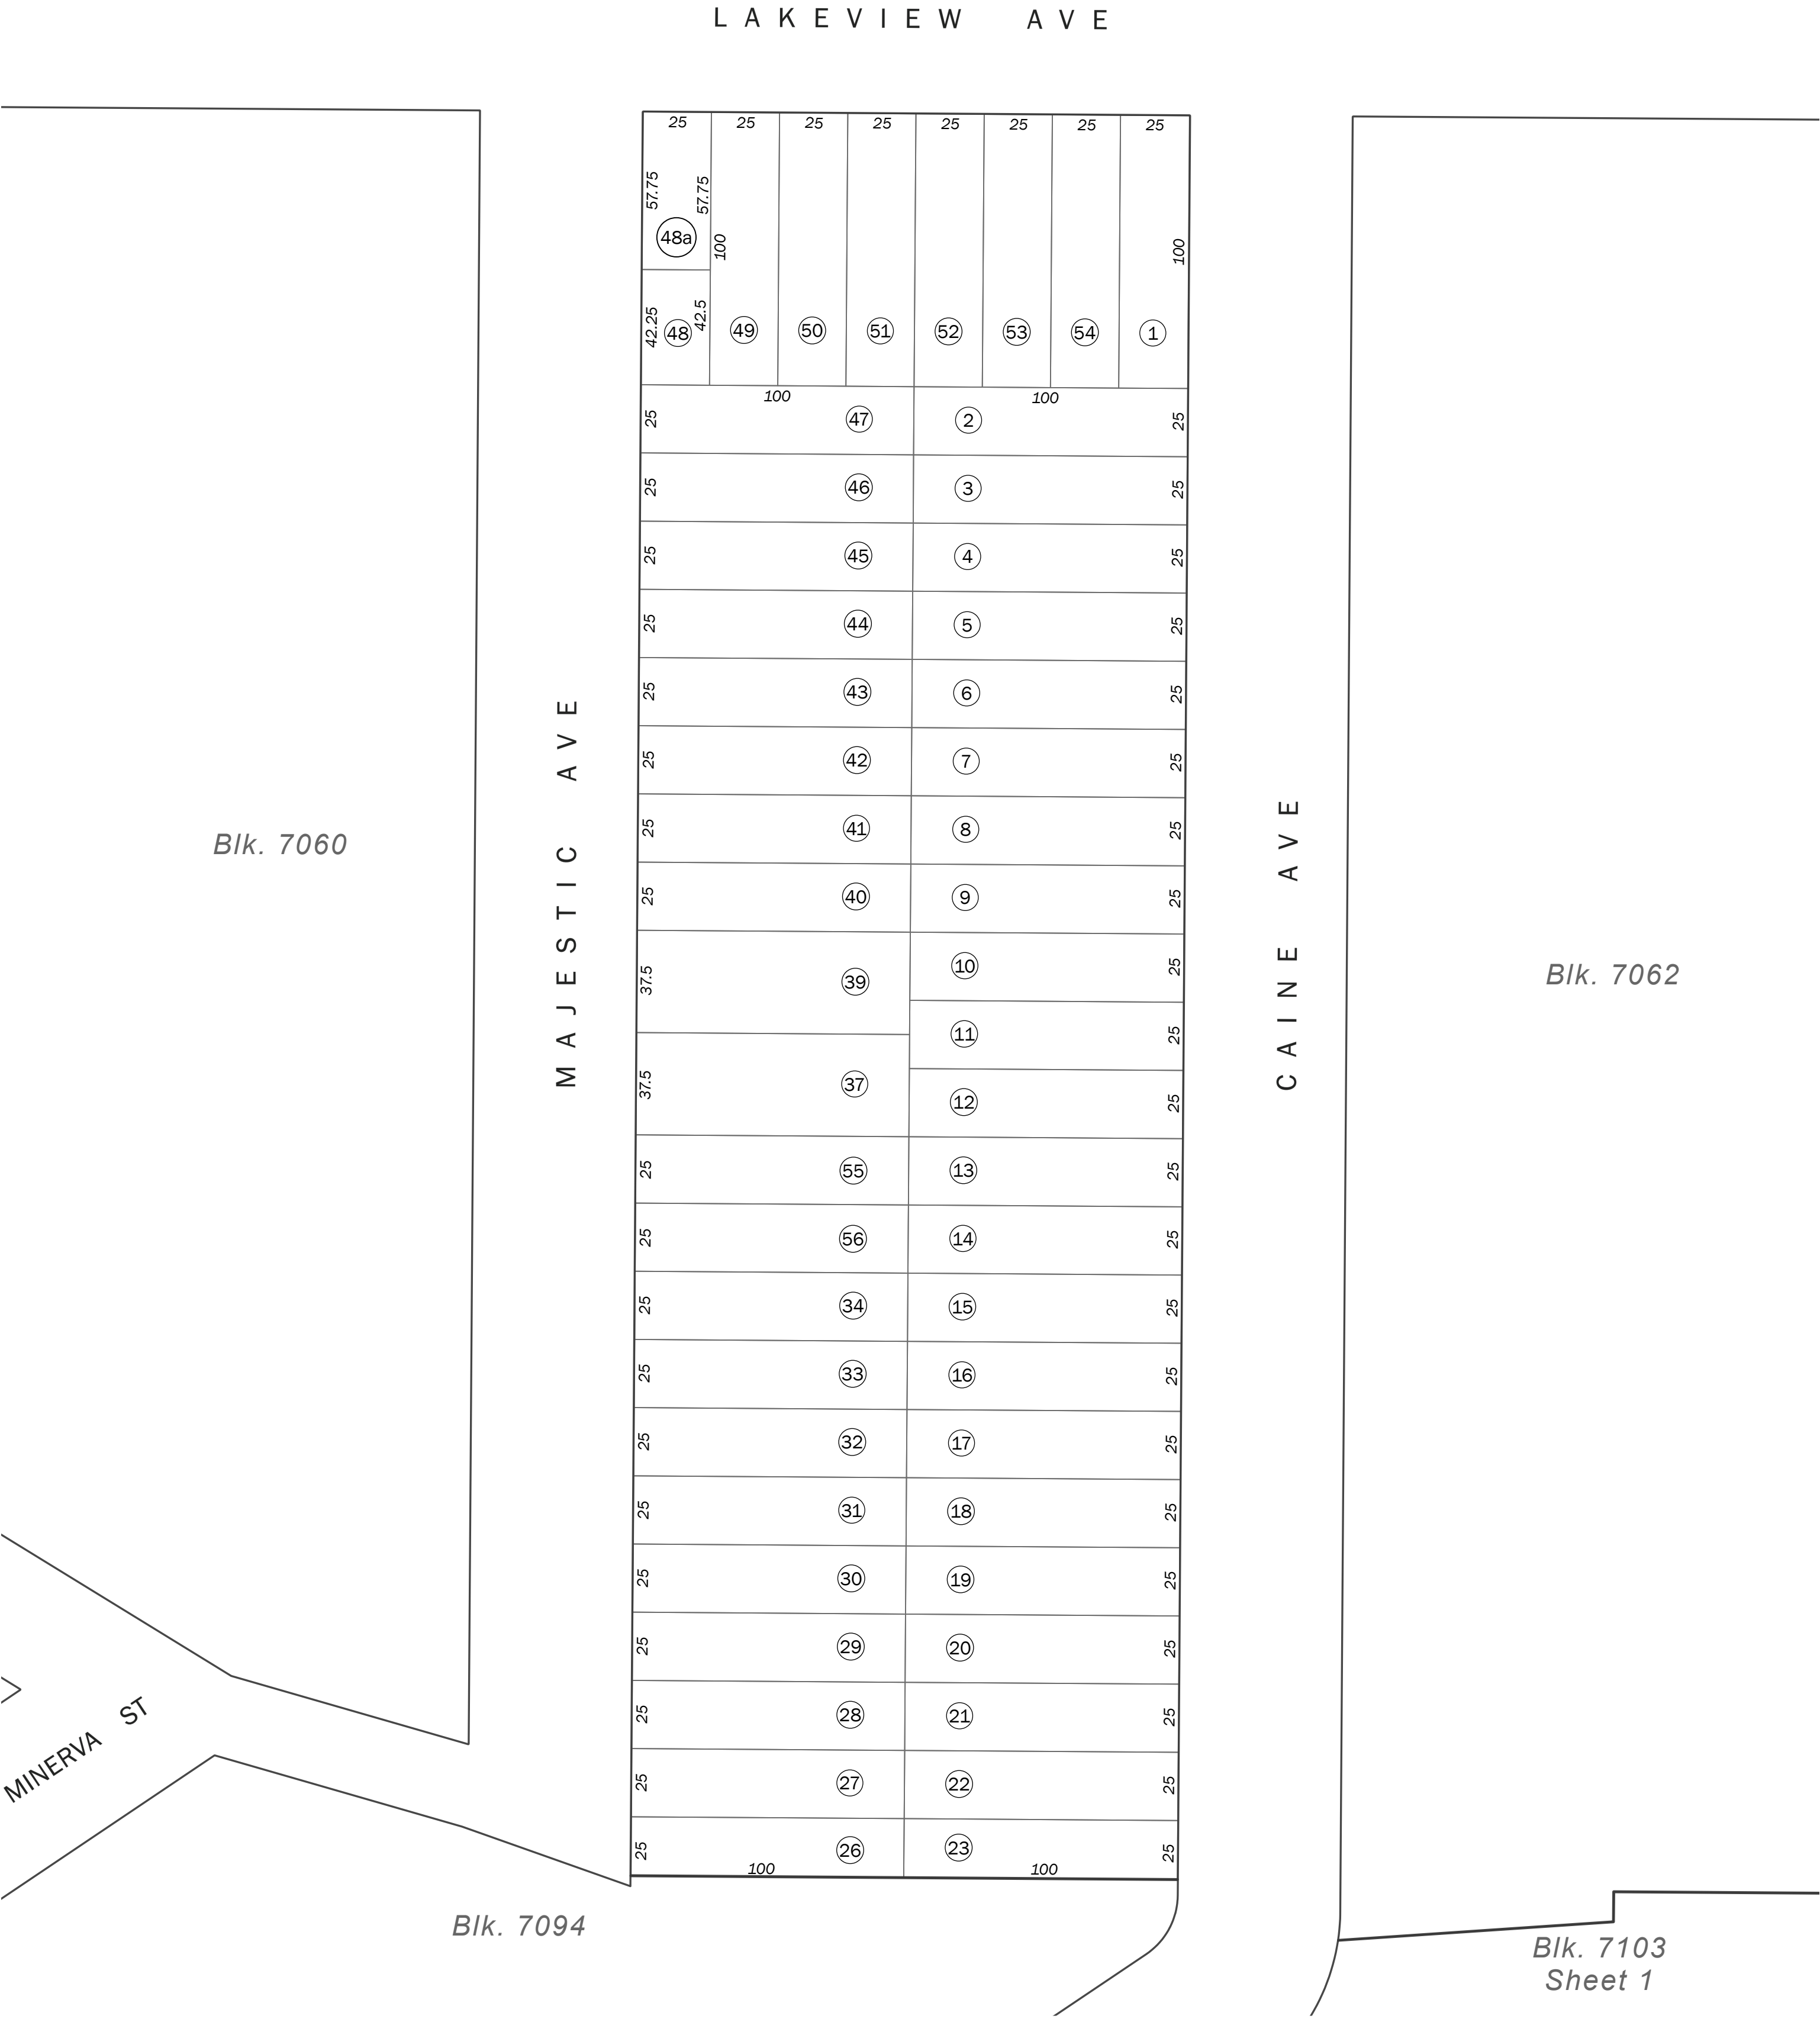 LAKEVIEW AVE
25 25 25 25 25 25 25 25
57.75 57.75
48a
100 100
42.25 48 42.5 49 50 51 52 53 54 1
100 100
25 47 2 25
25 46 3 25
25 45 4 25
25 44 5 25
25 43 6 25
25 42 7 25
25 41 8 25
25 40 9 25
37.5 39 10 25
11 25
37.5 37 12 25
25 55 13 25
25 56 14 25
25 34 15 25
25 33 16 25
25 32 17 25
25 31 18 25
25 30 19 25
25 29 20 25
25 28 21 25
25 27 22 25
25 26 23 25
100 100
MAJESTIC AVE
CAINE AVE
Blk. 7060
Blk. 7062
MINERVA ST
Blk. 7094
Blk. 7103
Sheet 1